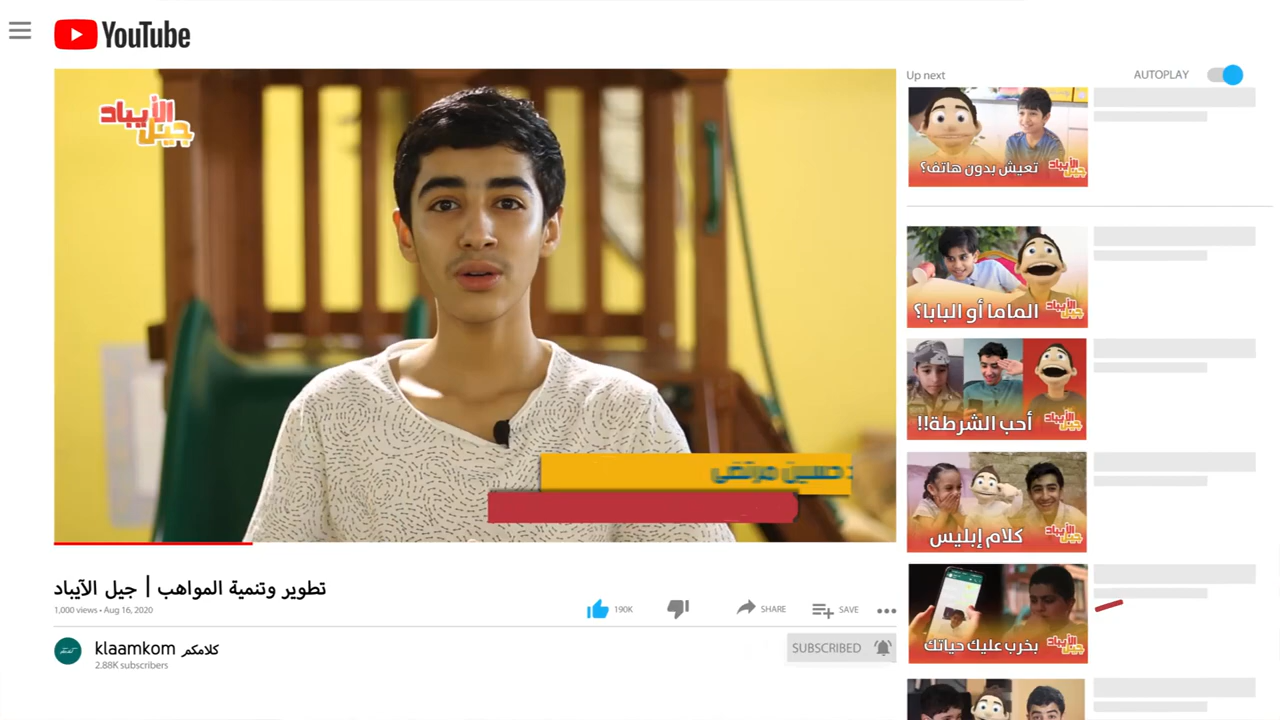 YouTube
الأيباد
جيل
حسين مرتضى
تطوير وتنمية المواهب | جيل الآيباد
1,000 views • Aug 16, 2020
190K
SHARE
SAVE
klaamkom كلامكم
2.88K subscribers
SUBSCRIBED
Up next
AUTOPLAY
تعيش بدون هاتف؟
الأيباد
جيل
الماما أو البابا؟
الأيباد
جيل
أحب الشرطة!!
الأيباد
جيل
كلام إبليس
الأيباد
جيل
بخرب عليك حياتك
الأيباد
جيل